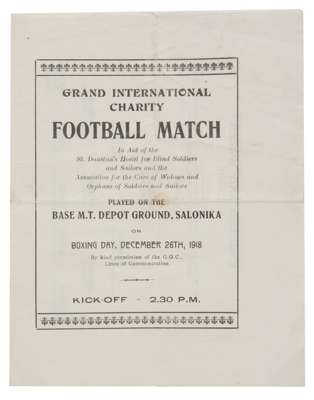 GRAND INTERNATIONAL
CHARITY
FOOTBALL MATCH
In Aid of the
St. Dunstan's Hostel for Blind Soldiers
and Sailors and the
Association for the Care of Widows and
Orphans of Soldiers and Sailors
PLAYED ON THE
BASE M.T. DEPOT GROUND, SALONIKA
ON
BOXING DAY, DECEMBER 26TH, 1918
By kind permission of the G.O.C.,
Lines of Communication.
KICK-OFF - 2.30 P.M.